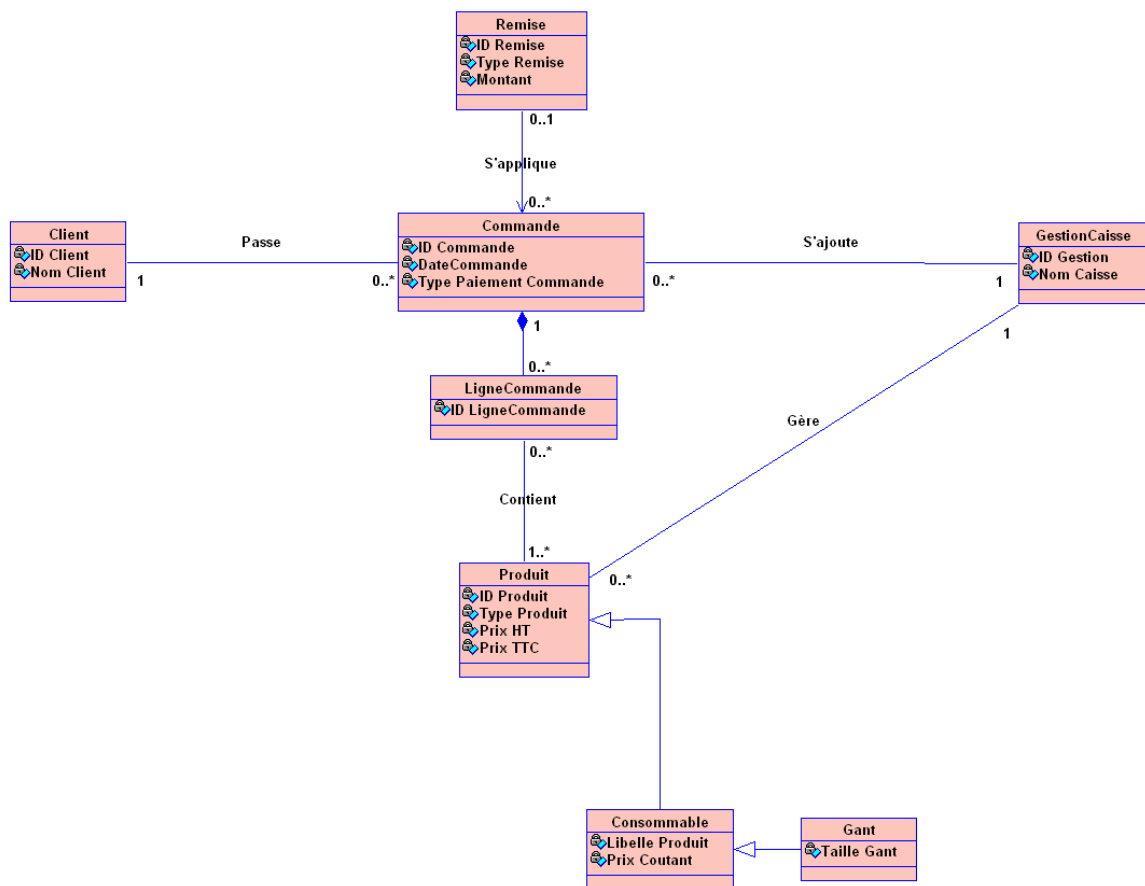 Remise
ID Remise
Type Remise
Montant
0..1
S'applique
0..*
Client
ID Client
Nom Client
Passe
1
0..*
Commande
ID Commande
DateCommande
Type Paiement Commande
S'ajoute
0..*
1
GestionCaisse
ID Gestion
Nom Caisse
1
0..*
LigneCommande
ID LigneCommande
0..*
Contient
1..*
1
Gère
0..*
Produit
ID Produit
Type Produit
Prix HT
Prix TTC
Consommable
Libelle Produit
Prix Coutant
Gant
Taille Gant